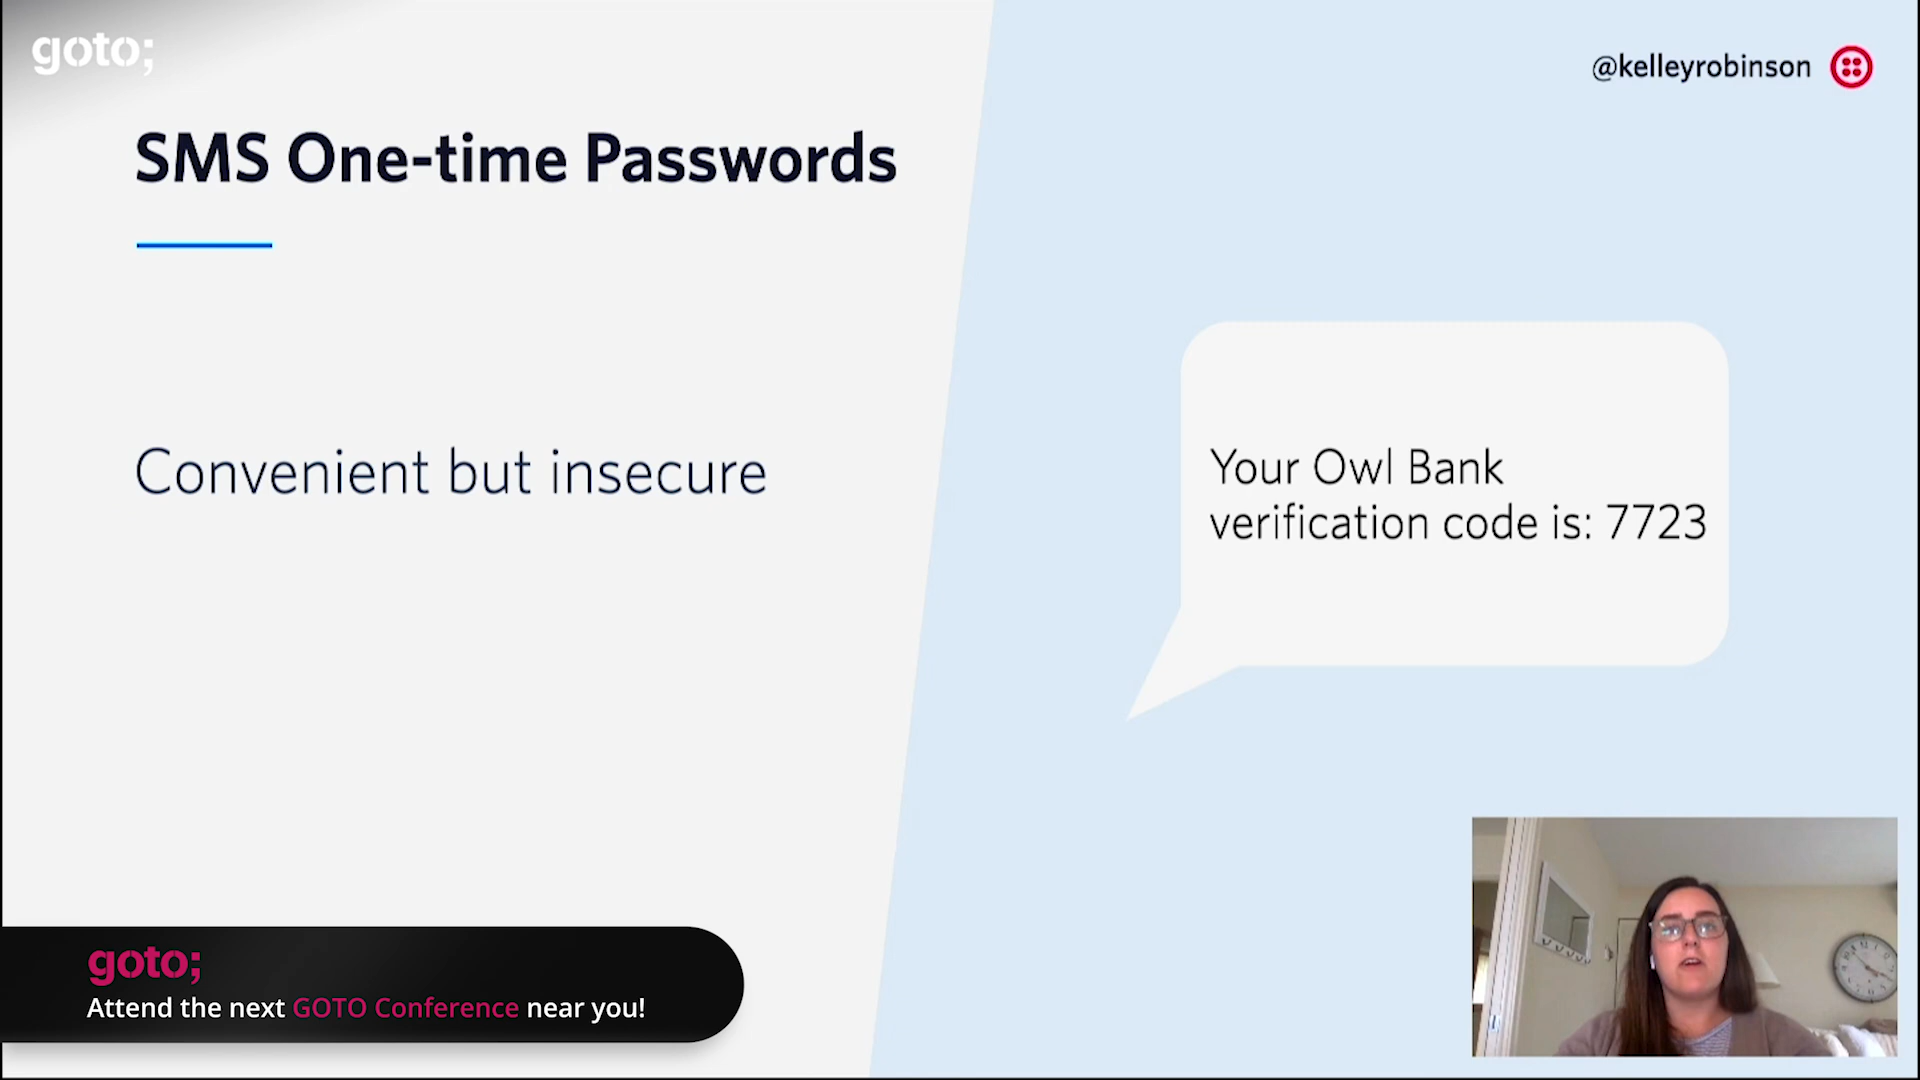 goto;
@kelleyrobinson
SMS One-time Passwords
Convenient but insecure
Your Owl Bank
verification code is: 7723
goto;
Attend the next GOTO Conference near you!